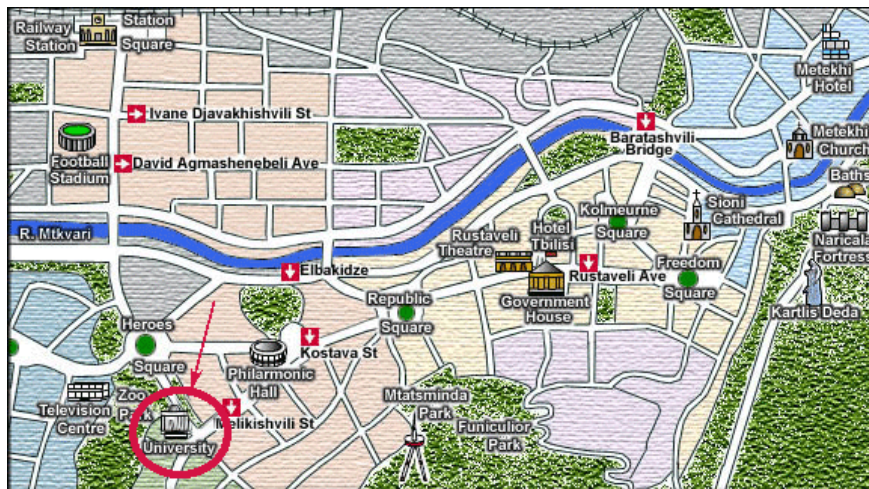 Railway
Station
Station
Square
Ivane Djavakhishvili St
Football
Stadium
David Agmashenebeli Ave
R. Mtkvari
Elbakidze
Baratashvili
Bridge
Metekhi
Hotel
Metekhi
Church
Baths
Sioni
Cathedral
Naricala
Fortress
Kartlis Deda
Kolmeurne
Square
Hotel
Tbilisi
Rustaveli
Theatre
Rustaveli Ave
Freedom
Square
Government
House
Republic
Square
Heroes
Square
Kostava St
Philarmonic
Hall
Zoo
Park
Television
Centre
Melikishvili St
University
Mtatsminda
Park
Funiculior
Park